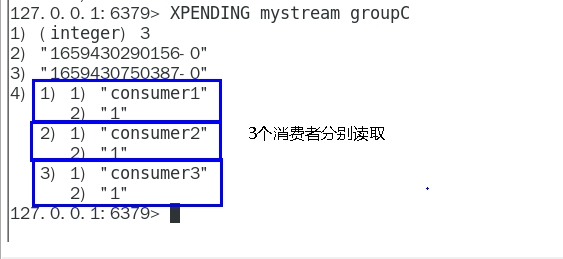 127.0.0.1:6379> XPENDING mystream groupC
1) (integer) 3
2) "1659430290156-0"
3) "1659430750387-0"
4) 1) 1) "consumer1"
2) "1"
2) 1) "consumer2"
2) "1"
3个消费者分别读取
3) 1) "consumer3"
2) "1"
127.0.0.1:6379>